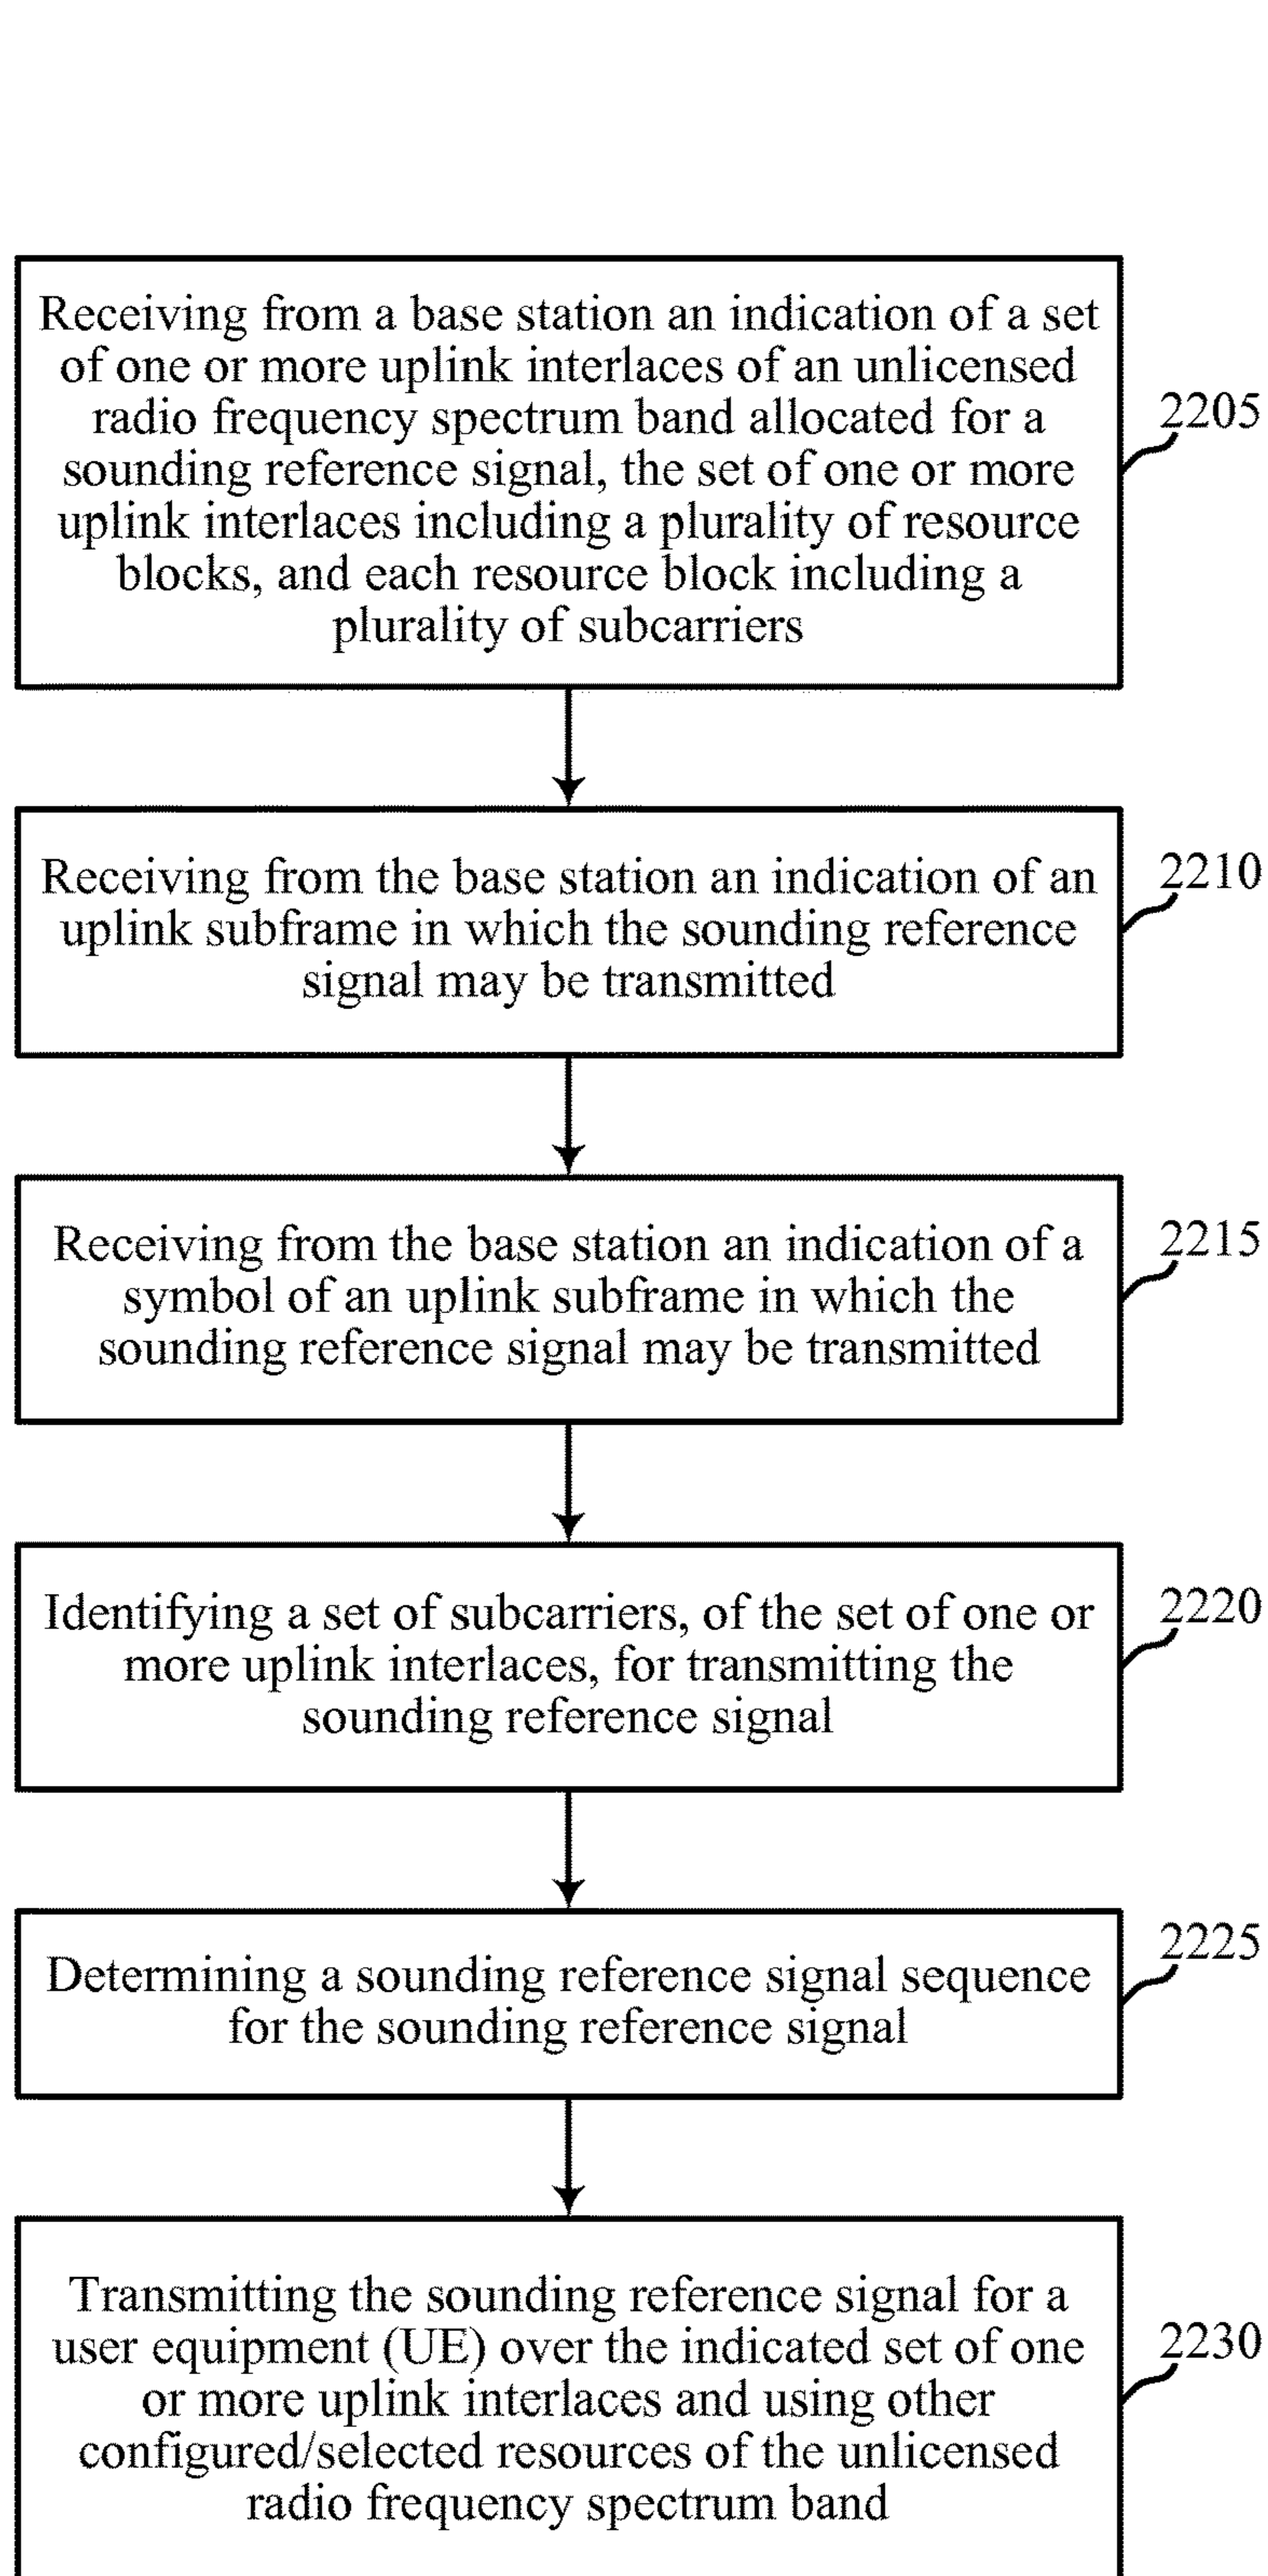 Receiving from a base station an indication of a set
of one or more uplink interlaces of an unlicensed
radio frequency spectrum band allocated for a
sounding reference signal, the set of one or more
uplink interlaces including a plurality of resource
blocks, and each resource block including a
plurality of subcarriers
2205
Receiving from the base station an indication of an
uplink subframe in which the sounding reference
signal may be transmitted
2210
Receiving from the base station an indication of a
symbol of an uplink subframe in which the
sounding reference signal may be transmitted
2215
Identifying a set of subcarriers, of the set of one or
more uplink interlaces, for transmitting the
sounding reference signal
2220
Determining a sounding reference signal sequence
for the sounding reference signal
2225
Transmitting the sounding reference signal for a
user equipment (UE) over the indicated set of one
or more uplink interlaces and using other
configured/selected resources of the unlicensed
radio frequency spectrum band
2230